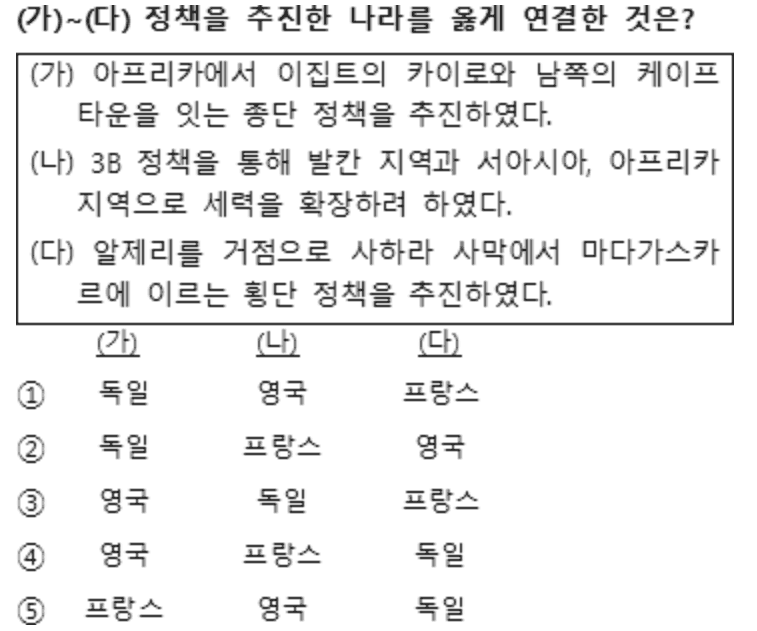 (가)~(다) 정책을 추진한 나라를 옳게 연결한 것은?
(가) 아프리카에서 이집트의 카이로와 남쪽의 케이프
타운을 잇는 종단 정책을 추진하였다.
(나) 3B 정책을 통해 발칸 지역과 서아시아, 아프리카
지역으로 세력을 확장하려 하였다.
(다) 알제리를 거점으로 사하라 사막에서 마다가스카
르에 이르는 횡단 정책을 추진하였다.
(가) (나) (다)
① 독일 영국 프랑스
② 독일 프랑스 영국
③ 영국 독일 프랑스
④ 영국 프랑스 독일
⑤ 프랑스 영국 독일